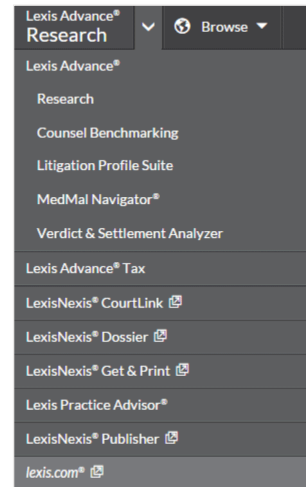 Lexis Advance®
Research
Browse
Lexis Advance®
Research
Counsel Benchmarking
Litigation Profile Suite
MedMal Navigator®
Verdict & Settlement Analyzer
Lexis Advance® Tax
LexisNexis® CourtLink
LexisNexis® Dossier
LexisNexis® Get & Print
Lexis Practice Advisor®
LexisNexis® Publisher
lexis.com®